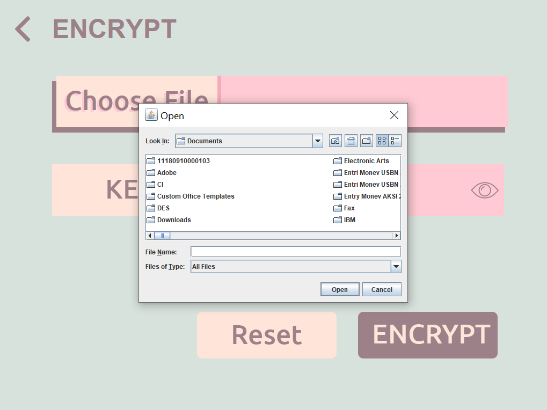 ENCRYPT
Choose File
Open
Look In: Documents
11180910000103
Adobe
CI
Custom Office Templates
DES
Downloads
Electronic Arts
Entri Monev USBN
Entri Monev USBN
Entry Monev AKSI 2
Fax
IBM
KE
File Name:
Files of Type: All Files
Open Cancel
Reset ENCRYPT